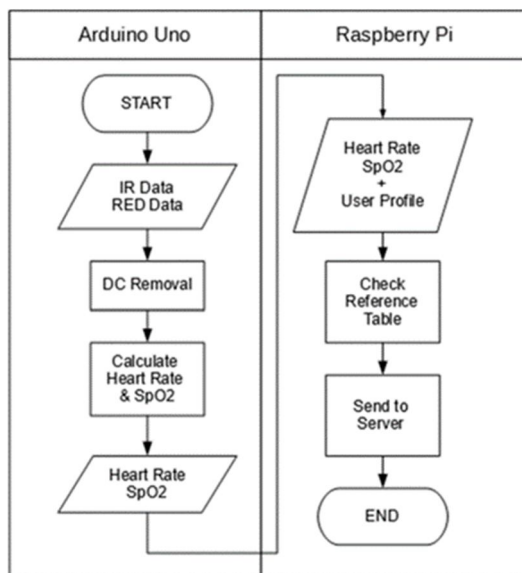 Arduino Uno
START
IR Data
RED Data
DC Removal
Calculate
Heart Rate
& SpO2
Heart Rate
SpO2
Raspberry Pi
Heart Rate
SpO2
+
User Profile
Check
Reference
Table
Send to
Server
END